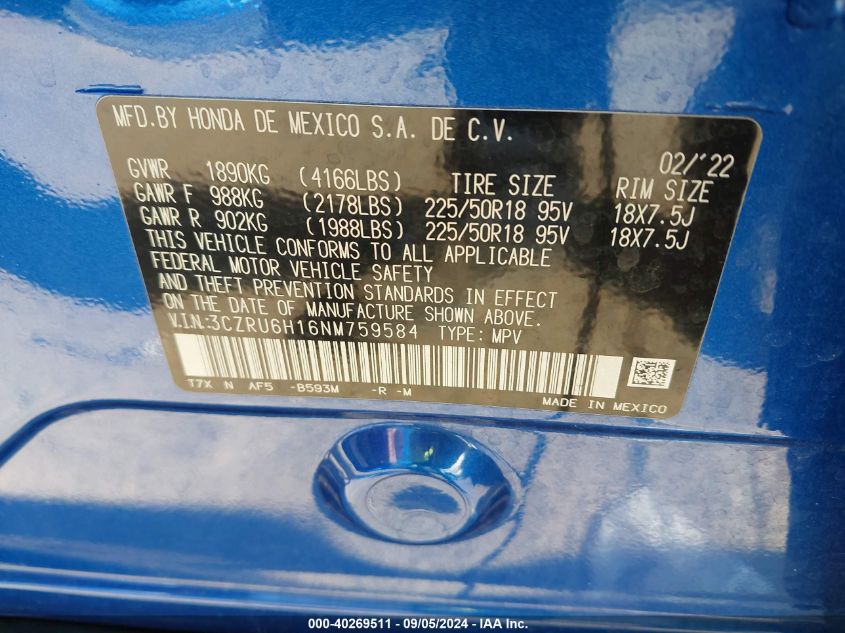 MFD.BY HONDA DE MEXICO S.A. DE C.V.
02/'22
GVWR 1890KG (4166LBS) TIRE SIZE RIM SIZE
GAWR F 988KG (2178LBS) 225/50R18 95V 18X7.5J
GAWR R 902KG (1988LBS) 225/50R18 95V 18X7.5J
THIS VEHICLE CONFORMS TO ALL APPLICABLE
FEDERAL MOTOR VEHICLE SAFETY
AND THEFT PREVENTION STANDARDS IN EFFECT
ON THE DATE OF MANUFACTURE SHOWN ABOVE.
V.I.N:3CZRU6H16NM759584 TYPE: MPV
T7X N AF5 -B593M -R -M
MADE IN MEXICO
000-40269511 - 09/05/2024 - IAA Inc.